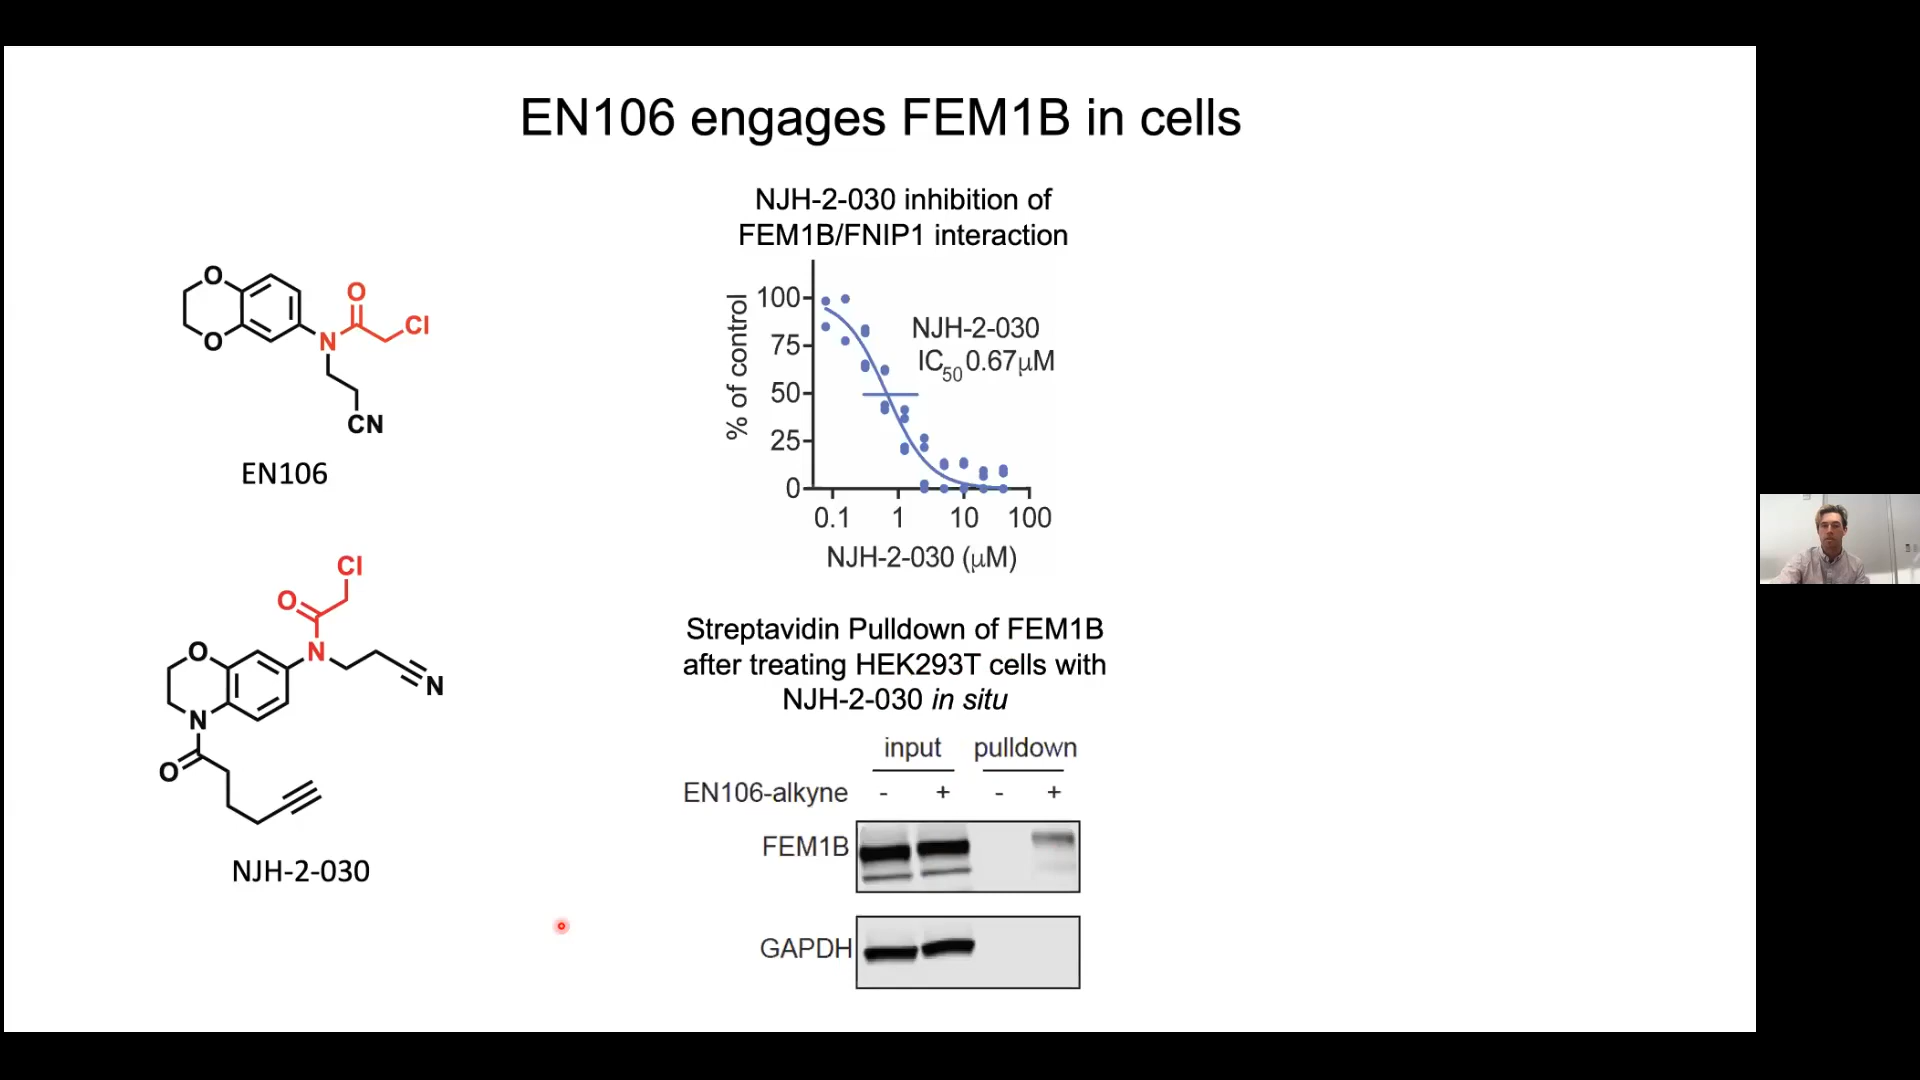 EN106 engages FEM1B in cells
O
O
O
N
Cl
CN
EN106
Cl
O
N
O
N
N
O
NJH-2-030
NJH-2-030 inhibition of
FEM1B/FNIP1 interaction
% of control
100
75
50
25
0
NJH-2-030
IC50 0.67µM
0.1 1 10 100
NJH-2-030 (µM)
Streptavidin Pulldown of FEM1B
after treating HEK293T cells with
NJH-2-030 in situ
input pulldown
EN106-alkyne - + - +
FEM1B
GAPDH